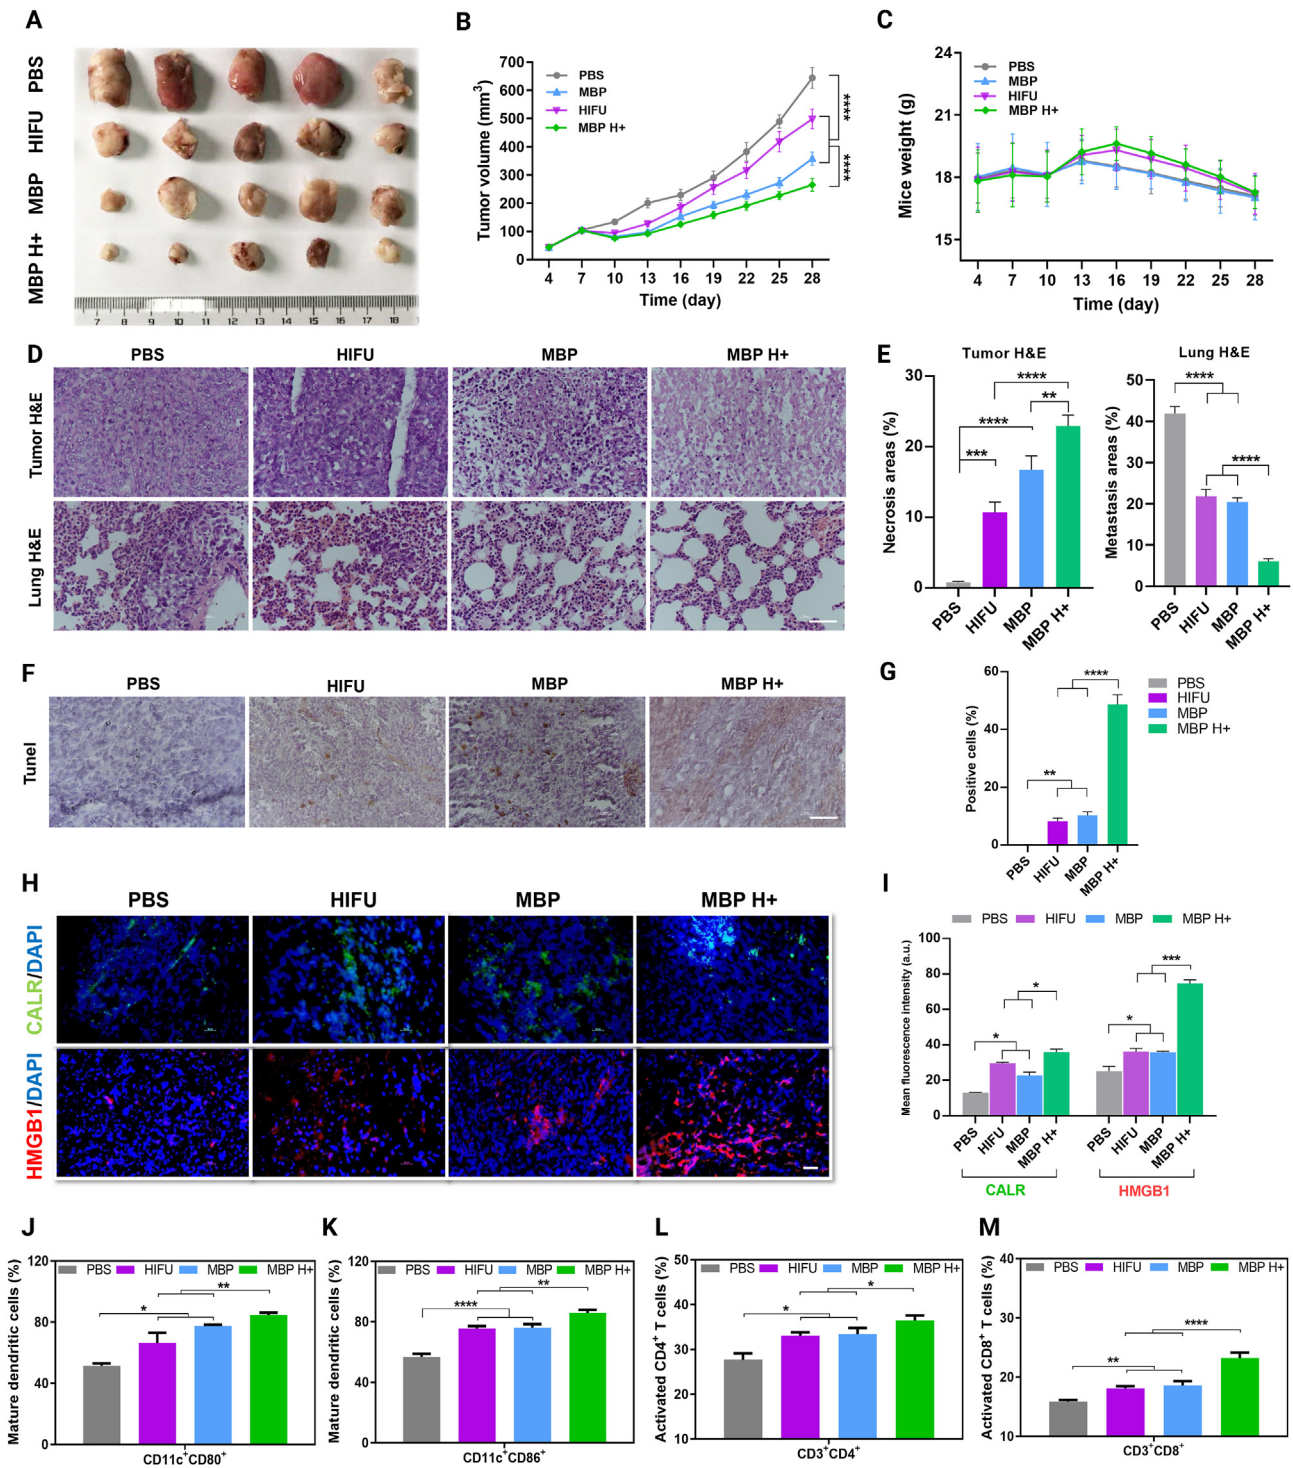 A
PBS
HIFU
MBP
MBP H+
7 8 9 10 11 12 13 14 15 16 17 18
B
Tumor volume (mm³)
700
600
500
400
300
200
100
0
PBS
MBP
HIFU
MBP H+
****
****
4 7 10 13 16 19 22 25 28
Time (day)
C
Mice weight (g)
24
21
18
15
PBS
MBP
HIFU
MBP H+
4 7 10 13 16 19 22 25 28
Time (day)
D
PBS HIFU MBP MBP H+
Tumor H&E
Lung H&E
E
Tumor H&E
Necrosis areas (%)
30
20
10
0
****
**
****
***
PBS HIFU MBP MBP H+
Lung H&E
Metastasis areas (%)
50
40
30
20
10
0
****
****
PBS HIFU MBP MBP H+
F
PBS HIFU MBP MBP H+
Tunel
G
Positive cells (%)
60
40
20
0
****
**
PBS HIFU MBP MBP H+
PBS
HIFU
MBP
MBP H+
H
PBS HIFU MBP MBP H+
CALR/DAPI
HMGB1/DAPI
I
PBS HIFU MBP MBP H+
Mean fluorescence intensity (a.u.)
100
80
60
40
20
0
*
*
*
***
PBS HIFU MBP MBP H+ PBS HIFU MBP MBP H+
CALR HMGB1
J
Mature dendritic cells (%)
120
80
40
0
PBS HIFU MBP MBP H+
*
**
CD11c⁺CD80⁺
K
Mature dendritic cells (%)
120
80
40
0
PBS HIFU MBP MBP H+
****
**
CD11c⁺CD86⁺
L
Activated CD4⁺ T cells (%)
50
40
30
20
10
PBS HIFU MBP MBP H+
*
*
CD3⁺CD4⁺
M
Activated CD8⁺ T cells (%)
40
30
20
10
PBS HIFU MBP MBP H+
**
****
CD3⁺CD8⁺